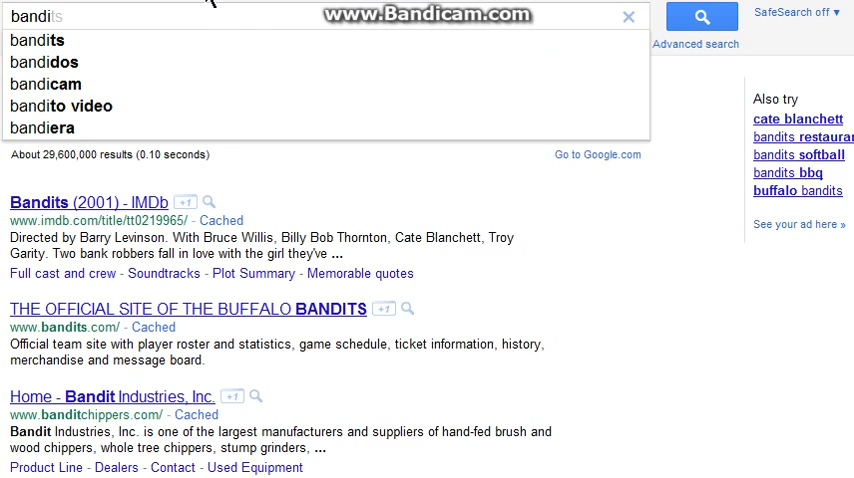 bandits
www.Bandicam.com
SafeSearch off ▼
bandits
Advanced search
bandidos
bandicam
bandito video
bandiera
Also try
cate blanchett
bandits restauran
bandits softball
bandits bbq
buffalo bandits
See your ad here »
About 29,600,000 results (0.10 seconds)
Go to Google.com
Bandits (2001) - IMDb +1
www.imdb.com/title/tt0219965/ - Cached
Directed by Barry Levinson. With Bruce Willis, Billy Bob Thornton, Cate Blanchett, Troy
Garity. Two bank robbers fall in love with the girl they've ...
Full cast and crew - Soundtracks - Plot Summary - Memorable quotes
THE OFFICIAL SITE OF THE BUFFALO BANDITS +1
www.bandits.com/ - Cached
Official team site with player roster and statistics, game schedule, ticket information, history,
merchandise and message board.
Home - Bandit Industries, Inc. +1
www.banditchippers.com/ - Cached
Bandit Industries, Inc. is one of the largest manufacturers and suppliers of hand-fed brush and
wood chippers, whole tree chippers, stump grinders, ...
Product Line - Dealers - Contact - Used Equipment